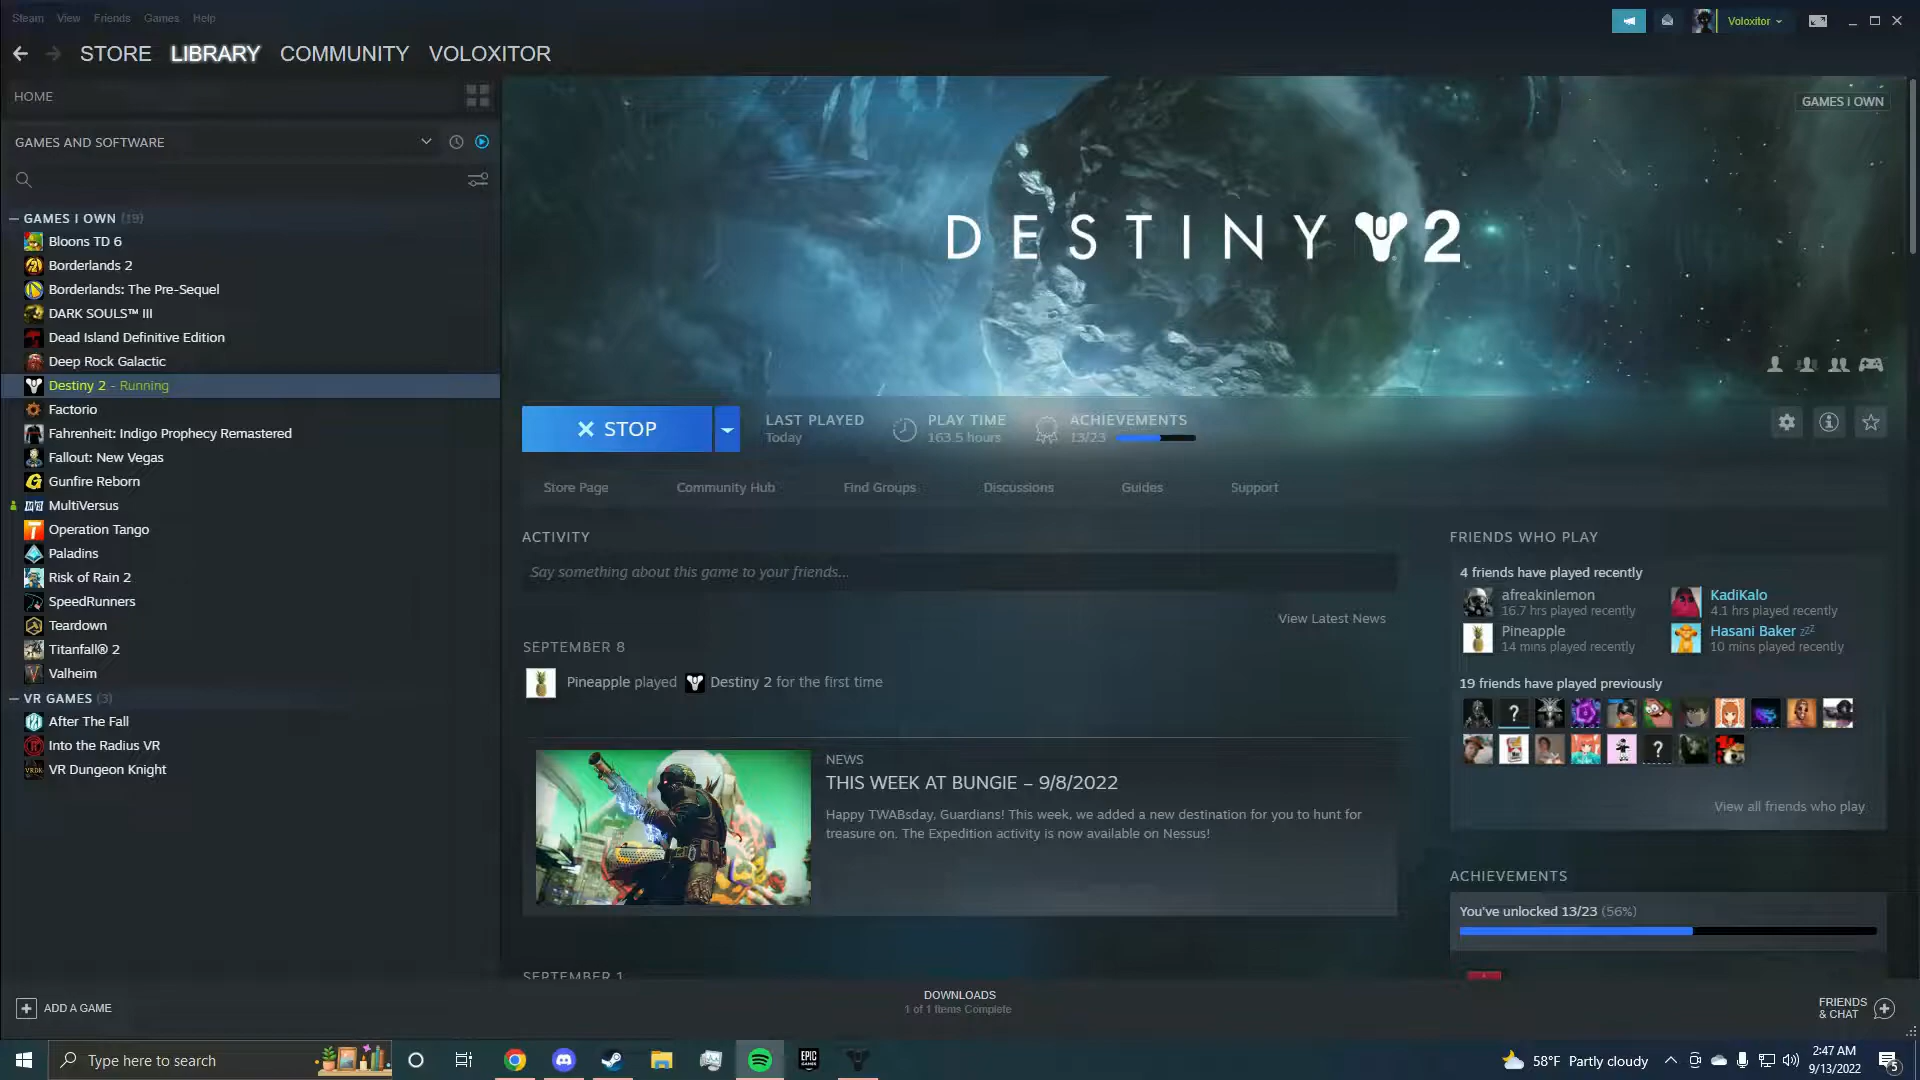 Steam View Friends Games Help
Voloxitor
STORE LIBRARY COMMUNITY VOLOXITOR
HOME
GAMES AND SOFTWARE
GAMES I OWN (19)
Bloons TD 6
Borderlands 2
Borderlands: The Pre-Sequel
DARK SOULS™ III
Dead Island Definitive Edition
Deep Rock Galactic
Destiny 2 - Running
Factorio
Fahrenheit: Indigo Prophecy Remastered
Fallout: New Vegas
Gunfire Reborn
MultiVersus
Operation Tango
Paladins
Risk of Rain 2
SpeedRunners
Teardown
Titanfall® 2
Valheim
VR GAMES (3)
After The Fall
Into the Radius VR
VR Dungeon Knight
ADD A GAME
GAMES I OWN
DESTINY 2
STOP
LAST PLAYED
Today
PLAY TIME
163.5 hours
ACHIEVEMENTS
13/23
Store Page Community Hub Find Groups Discussions Guides Support
ACTIVITY
Say something about this game to your friends...
View Latest News
SEPTEMBER 8
Pineapple played Destiny 2 for the first time
NEWS
THIS WEEK AT BUNGIE – 9/8/2022
Happy TWABsday, Guardians! This week, we added a new destination for you to hunt for
treasure on. The Expedition activity is now available on Nessus!
SEPTEMBER 1
FRIENDS WHO PLAY
4 friends have played recently
afreakinlemon
16.7 hrs played recently
KadiKalo
4.1 hrs played recently
Pineapple
14 mins played recently
Hasani Baker zzz
10 mins played recently
19 friends have played previously
? 
?
View all friends who play
ACHIEVEMENTS
You've unlocked 13/23 (56%)
DOWNLOADS
1 of 1 Items Complete
FRIENDS
& CHAT
Type here to search
EPIC
GAMES
58°F Partly cloudy
2:47 AM
9/13/2022
5